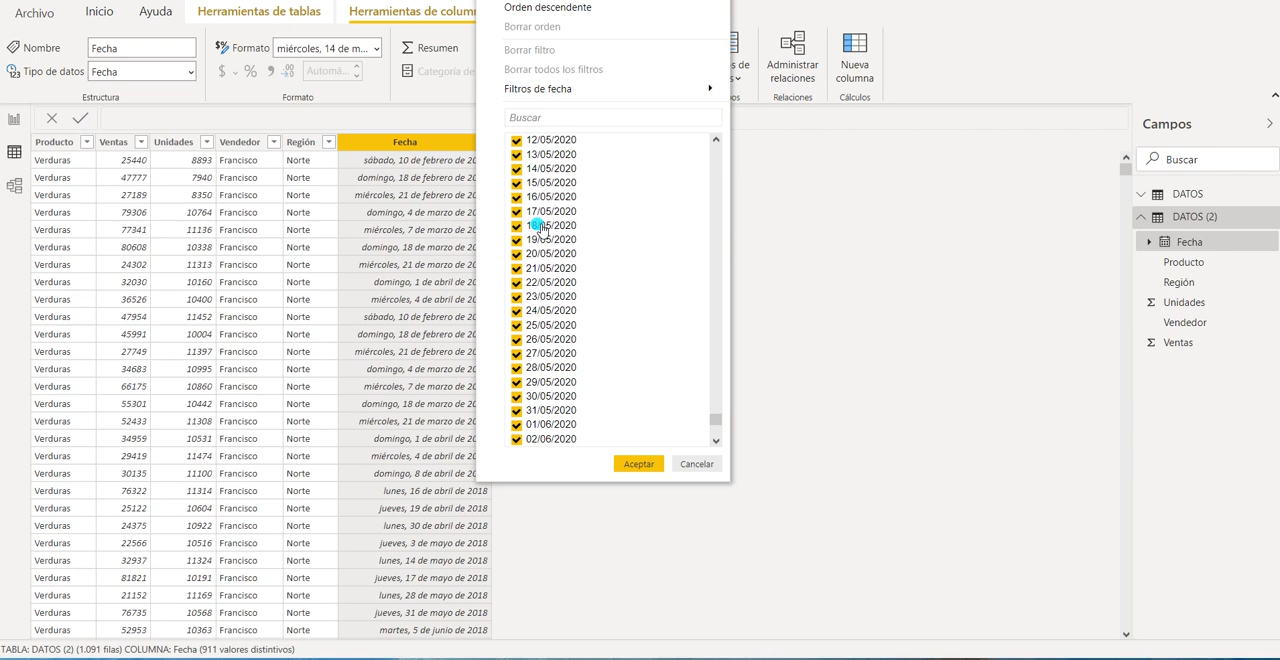 Archivo Inicio Ayuda Herramientas de tablas Herramientas de colum
Nombre Fecha
Tipo de datos Fecha
Estructura
Formato miércoles, 14 de m...
$ % Automá...
Formato
Resumen
Categoría de
Administrar
relaciones
Relaciones
Nueva
columna
Cálculos
Orden descendente
Borrar orden
Borrar filtro
Borrar todos los filtros
Filtros de fecha
Buscar
12/05/2020
13/05/2020
14/05/2020
15/05/2020
16/05/2020
17/05/2020
18/05/2020
19/05/2020
20/05/2020
21/05/2020
22/05/2020
23/05/2020
24/05/2020
25/05/2020
26/05/2020
27/05/2020
28/05/2020
29/05/2020
30/05/2020
31/05/2020
01/06/2020
02/06/2020
Aceptar Cancelar
Producto Ventas Unidades Vendedor Región Fecha
Verduras 25440 8893 Francisco Norte sábado, 10 de febrero de 20
Verduras 47777 7940 Francisco Norte domingo, 18 de febrero de 20
Verduras 27189 8350 Francisco Norte miércoles, 21 de febrero de 20
Verduras 79306 10764 Francisco Norte domingo, 4 de marzo de 20
Verduras 77341 11136 Francisco Norte miércoles, 7 de marzo de 20
Verduras 80608 10338 Francisco Norte domingo, 18 de marzo de 20
Verduras 24302 11313 Francisco Norte miércoles, 21 de marzo de 20
Verduras 32030 10160 Francisco Norte domingo, 1 de abril de 20
Verduras 36526 10400 Francisco Norte miércoles, 4 de abril de 20
Verduras 47954 11452 Francisco Norte sábado, 10 de febrero de 20
Verduras 45991 10004 Francisco Norte domingo, 18 de febrero de 20
Verduras 27749 11397 Francisco Norte miércoles, 21 de febrero de 20
Verduras 34683 10995 Francisco Norte domingo, 4 de marzo de 20
Verduras 66175 10860 Francisco Norte miércoles, 7 de marzo de 20
Verduras 55301 10442 Francisco Norte domingo, 18 de marzo de 20
Verduras 52433 11308 Francisco Norte miércoles, 21 de marzo de 20
Verduras 34959 10531 Francisco Norte domingo, 1 de abril de 20
Verduras 29419 11474 Francisco Norte miércoles, 4 de abril de 20
Verduras 30135 11100 Francisco Norte domingo, 8 de abril de 20
Verduras 76322 11314 Francisco Norte lunes, 16 de abril de 2018
Verduras 25122 10604 Francisco Norte jueves, 19 de abril de 2018
Verduras 24375 10922 Francisco Norte lunes, 30 de abril de 2018
Verduras 22566 10516 Francisco Norte jueves, 3 de mayo de 2018
Verduras 32937 11324 Francisco Norte lunes, 14 de mayo de 2018
Verduras 81821 10191 Francisco Norte jueves, 17 de mayo de 2018
Verduras 21152 11169 Francisco Norte lunes, 28 de mayo de 2018
Verduras 76735 10568 Francisco Norte jueves, 31 de mayo de 2018
Verduras 52953 10363 Francisco Norte martes, 5 de junio de 2018
Campos
Buscar
DATOS
DATOS (2)
Fecha
Producto
Región
Unidades
Vendedor
Ventas
TABLA: DATOS (2) (1.091 filas) COLUMNA: Fecha (911 valores distintivos)